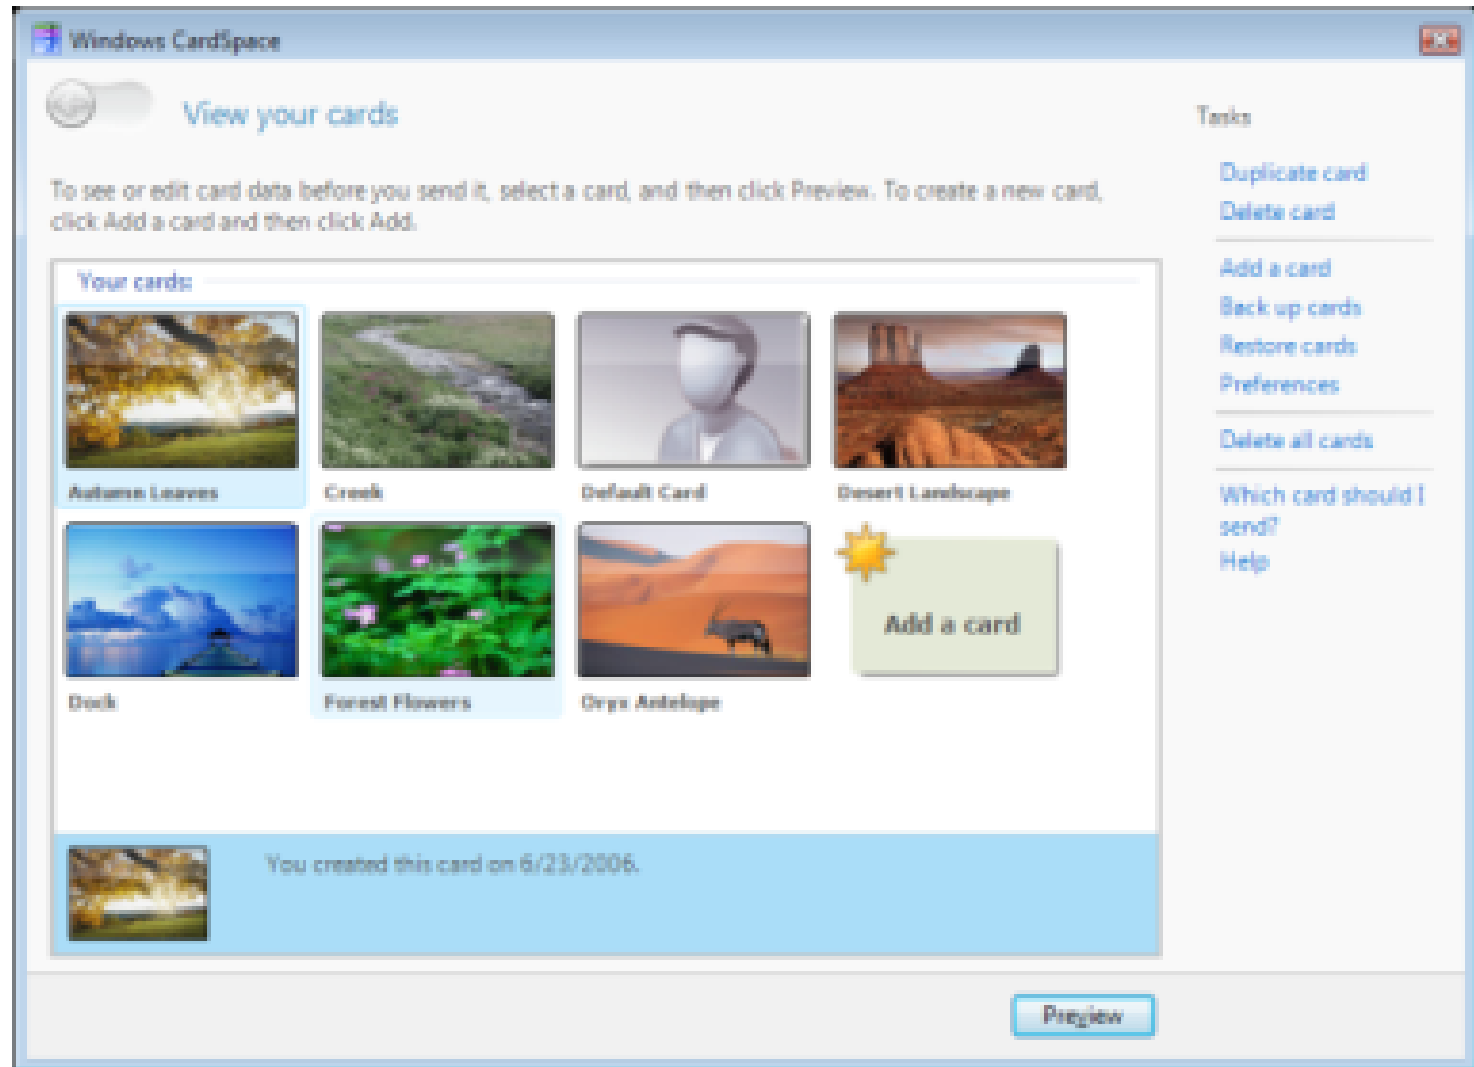 Windows CardSpace
View your cards
To see or edit card data before you send it, select a card, and then click Preview. To create a new card,
click Add a card and then click Add.
Your cards:
Autumn Leaves
Creek
Default Card
Desert Landscape
Dock
Forest Flowers
Oryx Antelope
Add a card
You created this card on 6/23/2006.
Preview
Tasks
Duplicate card
Delete card
Add a card
Back up cards
Restore cards
Preferences
Delete all cards
Which card should I
send?
Help